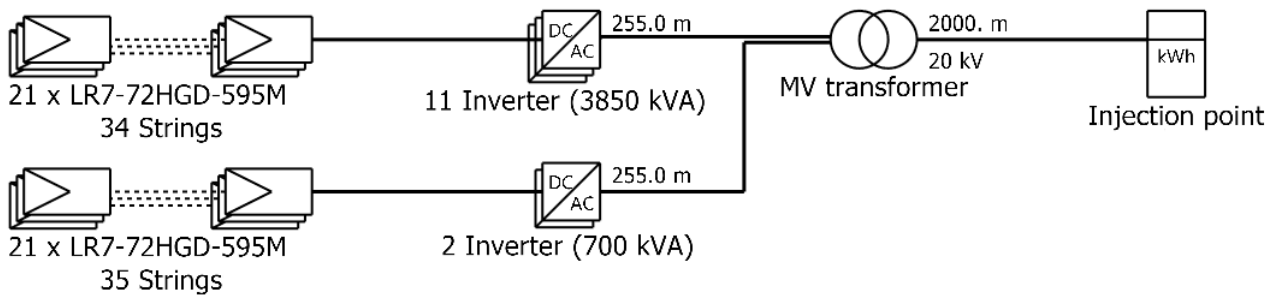 DC
AC
255.0 m
2000. m
20 kV
kWh
21 x LR7-72HGD-595M
34 Strings
11 Inverter (3850 kVA)
MV transformer
Injection point
DC
AC
255.0 m
21 x LR7-72HGD-595M
35 Strings
2 Inverter (700 kVA)